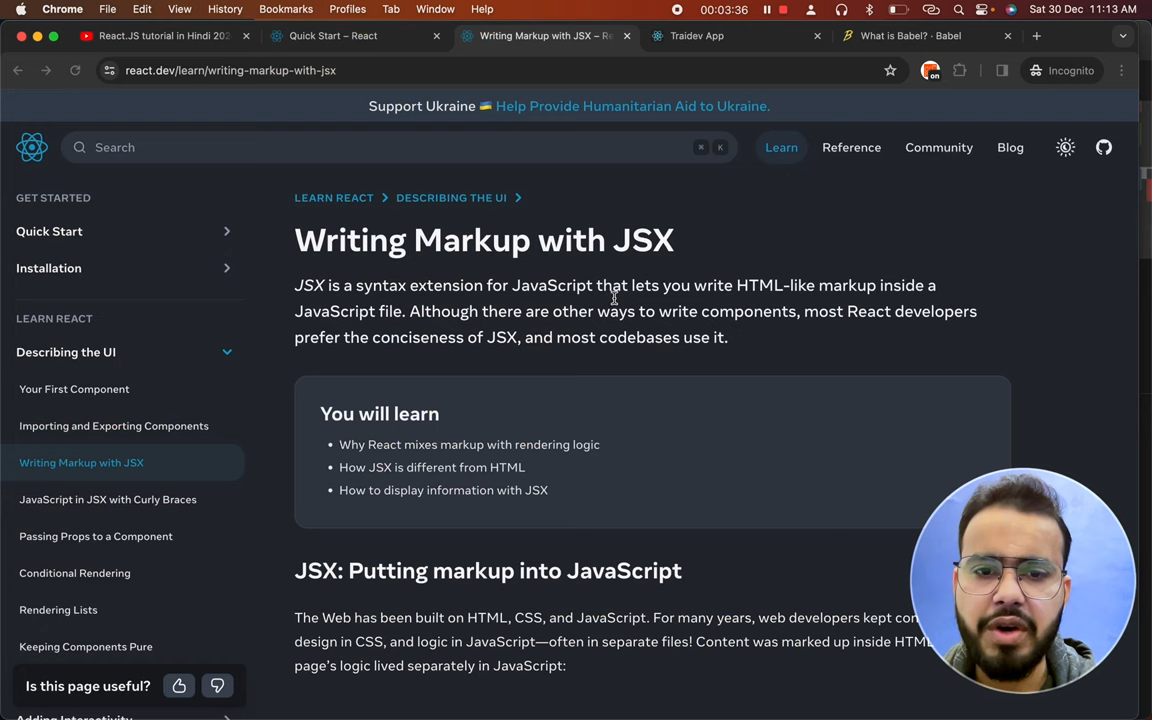 Chrome File Edit View History Bookmarks Profiles Tab Window Help 00:03:36 Sat 30 Dec 11:13 AM
React.JS tutorial in Hindi 202 Quick Start – React Writing Markup with JSX – Re Traidev App What is Babel? · Babel
react.dev/learn/writing-markup-with-jsx on Incognito
Support Ukraine 🇺🇦 Help Provide Humanitarian Aid to Ukraine.
Search ⌘ K Learn Reference Community Blog
GET STARTED
Quick Start
Installation
LEARN REACT
Describing the UI
Your First Component
Importing and Exporting Components
Writing Markup with JSX
JavaScript in JSX with Curly Braces
Passing Props to a Component
Conditional Rendering
Rendering Lists
Keeping Components Pure
Is this page useful?
Adding Interactivity
LEARN REACT > DESCRIBING THE UI >
Writing Markup with JSX
JSX is a syntax extension for JavaScript that lets you write HTML-like markup inside a
JavaScript file. Although there are other ways to write components, most React developers
prefer the conciseness of JSX, and most codebases use it.
You will learn
• Why React mixes markup with rendering logic
• How JSX is different from HTML
• How to display information with JSX
JSX: Putting markup into JavaScript
The Web has been built on HTML, CSS, and JavaScript. For many years, web developers kept
design in CSS, and logic in JavaScript—often in separate files! Content was marked up inside HTML
page's logic lived separately in JavaScript: